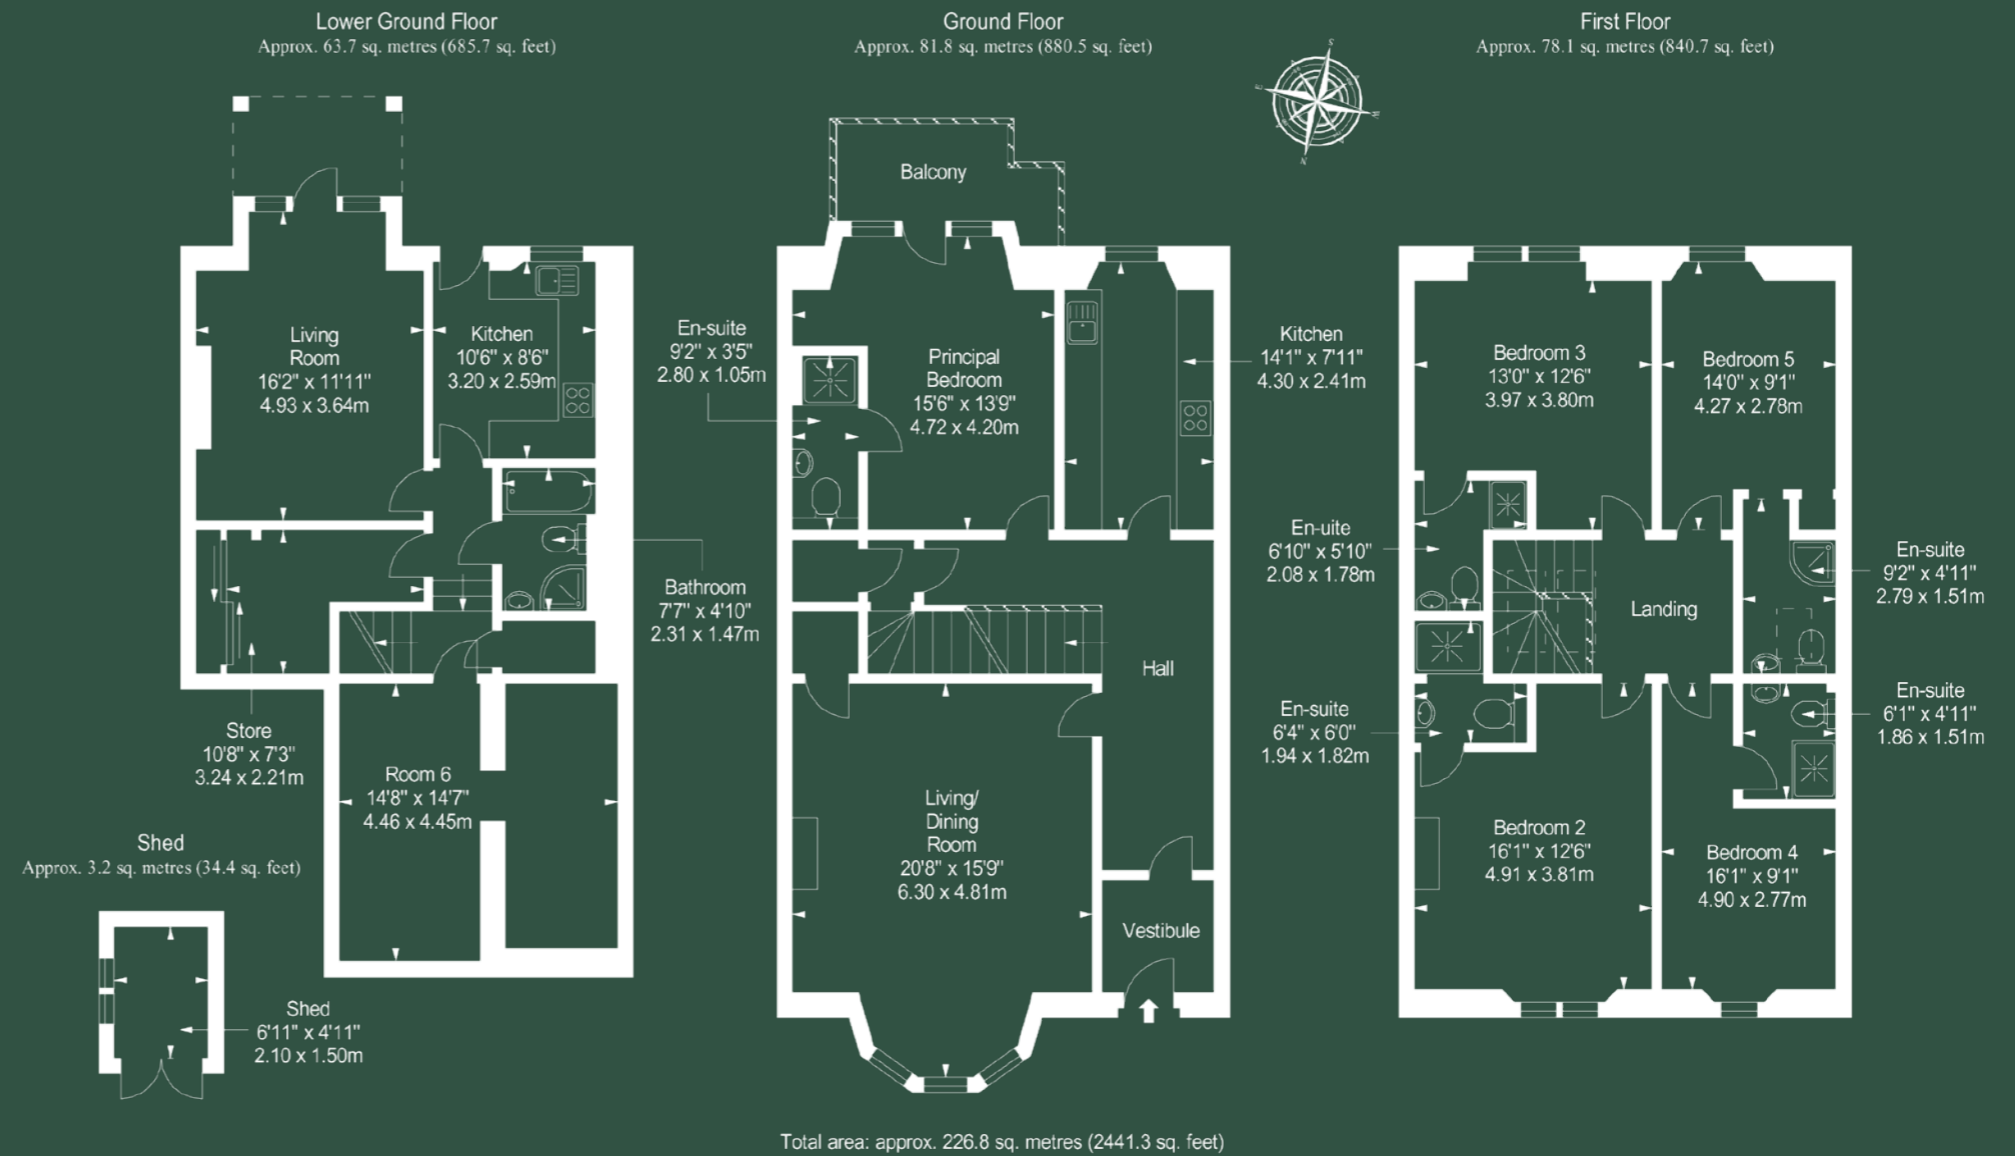 Lower Ground Floor
Approx. 63.7 sq. metres (685.7 sq. feet)
Ground Floor
Approx. 81.8 sq. metres (880.5 sq. feet)
First Floor
Approx. 78.1 sq. metres (840.7 sq. feet)
S
E
W
N
Living
Room
16'2" x 11'11"
4.93 x 3.64m
Kitchen
10'6" x 8'6"
3.20 x 2.59m
Bathroom
7'7" x 4'10"
2.31 x 1.47m
Store
10'8" x 7'3"
3.24 x 2.21m
Room 6
14'8" x 14'7"
4.46 x 4.45m
Shed
Approx. 3.2 sq. metres (34.4 sq. feet)
Shed
6'11" x 4'11"
2.10 x 1.50m
Balcony
En-suite
9'2" x 3'5"
2.80 x 1.05m
Principal
Bedroom
15'6" x 13'9"
4.72 x 4.20m
Kitchen
14'1" x 7'11"
4.30 x 2.41m
Hall
Living/
Dining
Room
20'8" x 15'9"
6.30 x 4.81m
Vestibule
Bedroom 3
13'0" x 12'6"
3.97 x 3.80m
Bedroom 5
14'0" x 9'1"
4.27 x 2.78m
En-uite
6'10" x 5'10"
2.08 x 1.78m
Landing
En-suite
9'2" x 4'11"
2.79 x 1.51m
En-suite
6'4" x 6'0"
1.94 x 1.82m
En-suite
6'1" x 4'11"
1.86 x 1.51m
Bedroom 2
16'1" x 12'6"
4.91 x 3.81m
Bedroom 4
16'1" x 9'1"
4.90 x 2.77m
Total area: approx. 226.8 sq. metres (2441.3 sq. feet)